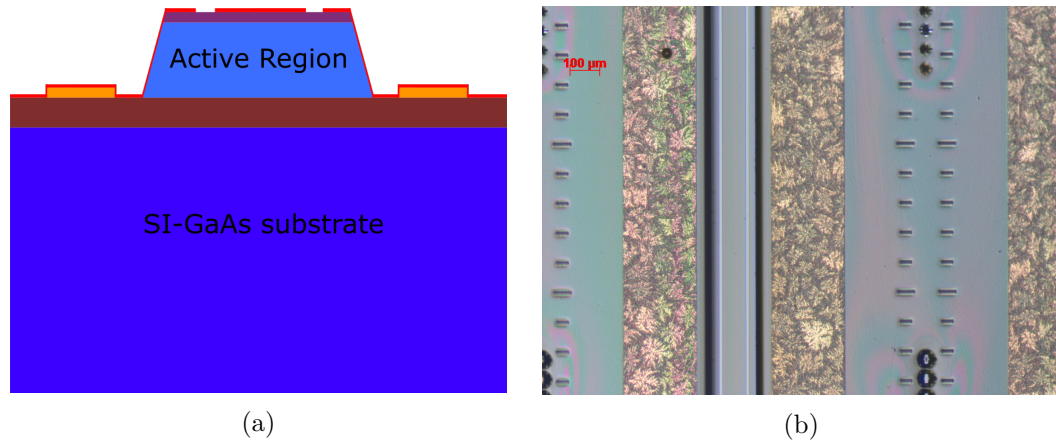 Active Region
SI-GaAs substrate
(a)
100 µm
(b)